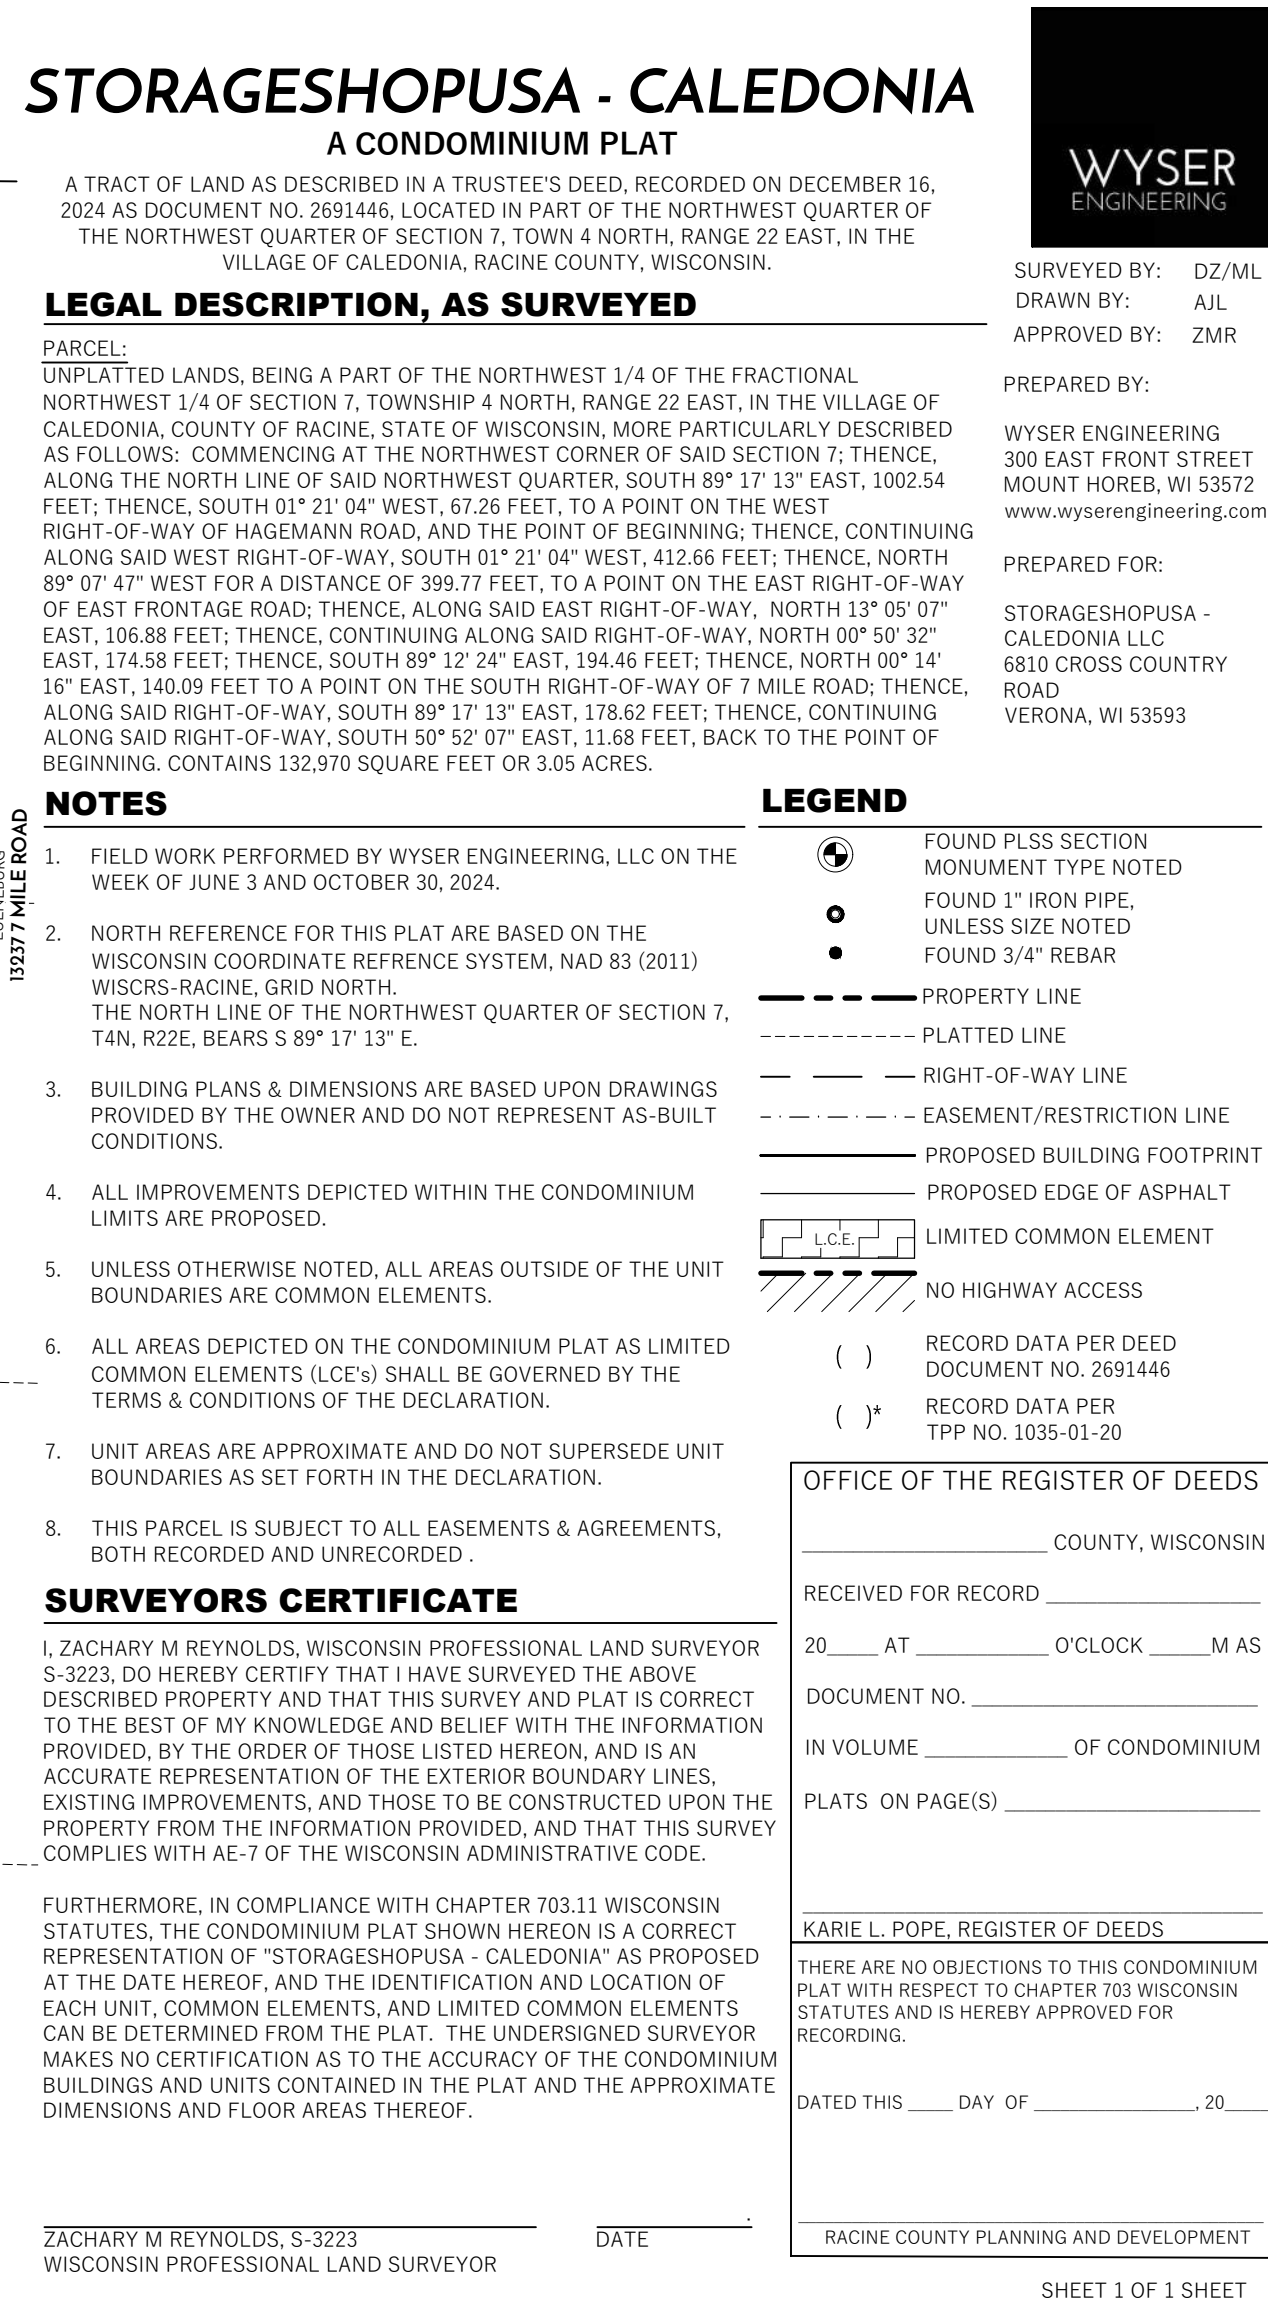 STORAGESHOPUSA - CALEDONIA
A CONDOMINIUM PLAT
A TRACT OF LAND AS DESCRIBED IN A TRUSTEE'S DEED, RECORDED ON DECEMBER 16,
2024 AS DOCUMENT NO. 2691446, LOCATED IN PART OF THE NORTHWEST QUARTER OF
THE NORTHWEST QUARTER OF SECTION 7, TOWN 4 NORTH, RANGE 22 EAST, IN THE
VILLAGE OF CALEDONIA, RACINE COUNTY, WISCONSIN.
WYSER
ENGINEERING
SURVEYED BY: DZ/ML
DRAWN BY: AJL
APPROVED BY: ZMR
PREPARED BY:
WYSER ENGINEERING
300 EAST FRONT STREET
MOUNT HOREB, WI 53572
www.wyserengineering.com
PREPARED FOR:
STORAGESHOPUSA -
CALEDONIA LLC
6810 CROSS COUNTRY
ROAD
VERONA, WI 53593
LEGAL DESCRIPTION, AS SURVEYED
PARCEL:
UNPLATTED LANDS, BEING A PART OF THE NORTHWEST 1/4 OF THE FRACTIONAL
NORTHWEST 1/4 OF SECTION 7, TOWNSHIP 4 NORTH, RANGE 22 EAST, IN THE VILLAGE OF
CALEDONIA, COUNTY OF RACINE, STATE OF WISCONSIN, MORE PARTICULARLY DESCRIBED
AS FOLLOWS: COMMENCING AT THE NORTHWEST CORNER OF SAID SECTION 7; THENCE,
ALONG THE NORTH LINE OF SAID NORTHWEST QUARTER, SOUTH 89° 17' 13" EAST, 1002.54
FEET; THENCE, SOUTH 01° 21' 04" WEST, 67.26 FEET, TO A POINT ON THE WEST
RIGHT-OF-WAY OF HAGEMANN ROAD, AND THE POINT OF BEGINNING; THENCE, CONTINUING
ALONG SAID WEST RIGHT-OF-WAY, SOUTH 01° 21' 04" WEST, 412.66 FEET; THENCE, NORTH
89° 07' 47" WEST FOR A DISTANCE OF 399.77 FEET, TO A POINT ON THE EAST RIGHT-OF-WAY
OF EAST FRONTAGE ROAD; THENCE, ALONG SAID EAST RIGHT-OF-WAY, NORTH 13° 05' 07"
EAST, 106.88 FEET; THENCE, CONTINUING ALONG SAID RIGHT-OF-WAY, NORTH 00° 50' 32"
EAST, 174.58 FEET; THENCE, SOUTH 89° 12' 24" EAST, 194.46 FEET; THENCE, NORTH 00° 14'
16" EAST, 140.09 FEET TO A POINT ON THE SOUTH RIGHT-OF-WAY OF 7 MILE ROAD; THENCE,
ALONG SAID RIGHT-OF-WAY, SOUTH 89° 17' 13" EAST, 178.62 FEET; THENCE, CONTINUING
ALONG SAID RIGHT-OF-WAY, SOUTH 50° 52' 07" EAST, 11.68 FEET, BACK TO THE POINT OF
BEGINNING. CONTAINS 132,970 SQUARE FEET OR 3.05 ACRES.
13237 7 MILE ROAD
NOTES
1. FIELD WORK PERFORMED BY WYSER ENGINEERING, LLC ON THE
WEEK OF JUNE 3 AND OCTOBER 30, 2024.
2. NORTH REFERENCE FOR THIS PLAT ARE BASED ON THE
WISCONSIN COORDINATE REFRENCE SYSTEM, NAD 83 (2011)
WISCRS-RACINE, GRID NORTH.
THE NORTH LINE OF THE NORTHWEST QUARTER OF SECTION 7,
T4N, R22E, BEARS S 89° 17' 13" E.
3. BUILDING PLANS & DIMENSIONS ARE BASED UPON DRAWINGS
PROVIDED BY THE OWNER AND DO NOT REPRESENT AS-BUILT
CONDITIONS.
4. ALL IMPROVEMENTS DEPICTED WITHIN THE CONDOMINIUM
LIMITS ARE PROPOSED.
5. UNLESS OTHERWISE NOTED, ALL AREAS OUTSIDE OF THE UNIT
BOUNDARIES ARE COMMON ELEMENTS.
6. ALL AREAS DEPICTED ON THE CONDOMINIUM PLAT AS LIMITED
COMMON ELEMENTS (LCE's) SHALL BE GOVERNED BY THE
TERMS & CONDITIONS OF THE DECLARATION.
7. UNIT AREAS ARE APPROXIMATE AND DO NOT SUPERSEDE UNIT
BOUNDARIES AS SET FORTH IN THE DECLARATION.
8. THIS PARCEL IS SUBJECT TO ALL EASEMENTS & AGREEMENTS,
BOTH RECORDED AND UNRECORDED .
LEGEND
FOUND PLSS SECTION
MONUMENT TYPE NOTED
FOUND 1" IRON PIPE,
UNLESS SIZE NOTED
FOUND 3/4" REBAR
PROPERTY LINE
PLATTED LINE
RIGHT-OF-WAY LINE
EASEMENT/RESTRICTION LINE
PROPOSED BUILDING FOOTPRINT
PROPOSED EDGE OF ASPHALT
L.C.E. LIMITED COMMON ELEMENT
NO HIGHWAY ACCESS
( ) RECORD DATA PER DEED
DOCUMENT NO. 2691446
( )* RECORD DATA PER
TPP NO. 1035-01-20
SURVEYORS CERTIFICATE
I, ZACHARY M REYNOLDS, WISCONSIN PROFESSIONAL LAND SURVEYOR
S-3223, DO HEREBY CERTIFY THAT I HAVE SURVEYED THE ABOVE
DESCRIBED PROPERTY AND THAT THIS SURVEY AND PLAT IS CORRECT
TO THE BEST OF MY KNOWLEDGE AND BELIEF WITH THE INFORMATION
PROVIDED, BY THE ORDER OF THOSE LISTED HEREON, AND IS AN
ACCURATE REPRESENTATION OF THE EXTERIOR BOUNDARY LINES,
EXISTING IMPROVEMENTS, AND THOSE TO BE CONSTRUCTED UPON THE
PROPERTY FROM THE INFORMATION PROVIDED, AND THAT THIS SURVEY
COMPLIES WITH AE-7 OF THE WISCONSIN ADMINISTRATIVE CODE.
FURTHERMORE, IN COMPLIANCE WITH CHAPTER 703.11 WISCONSIN
STATUTES, THE CONDOMINIUM PLAT SHOWN HEREON IS A CORRECT
REPRESENTATION OF "STORAGESHOPUSA - CALEDONIA" AS PROPOSED
AT THE DATE HEREOF, AND THE IDENTIFICATION AND LOCATION OF
EACH UNIT, COMMON ELEMENTS, AND LIMITED COMMON ELEMENTS
CAN BE DETERMINED FROM THE PLAT. THE UNDERSIGNED SURVEYOR
MAKES NO CERTIFICATION AS TO THE ACCURACY OF THE CONDOMINIUM
BUILDINGS AND UNITS CONTAINED IN THE PLAT AND THE APPROXIMATE
DIMENSIONS AND FLOOR AREAS THEREOF.
ZACHARY M REYNOLDS, S-3223 DATE
WISCONSIN PROFESSIONAL LAND SURVEYOR
OFFICE OF THE REGISTER OF DEEDS
________ COUNTY, WISCONSIN
RECEIVED FOR RECORD ________
20____ AT ________ O'CLOCK _____M AS
DOCUMENT NO. ________
IN VOLUME ________ OF CONDOMINIUM
PLATS ON PAGE(S) ________
KARIE L. POPE, REGISTER OF DEEDS
THERE ARE NO OBJECTIONS TO THIS CONDOMINIUM
PLAT WITH RESPECT TO CHAPTER 703 WISCONSIN
STATUTES AND IS HEREBY APPROVED FOR
RECORDING.
DATED THIS ____ DAY OF ________, 20____
RACINE COUNTY PLANNING AND DEVELOPMENT
SHEET 1 OF 1 SHEET